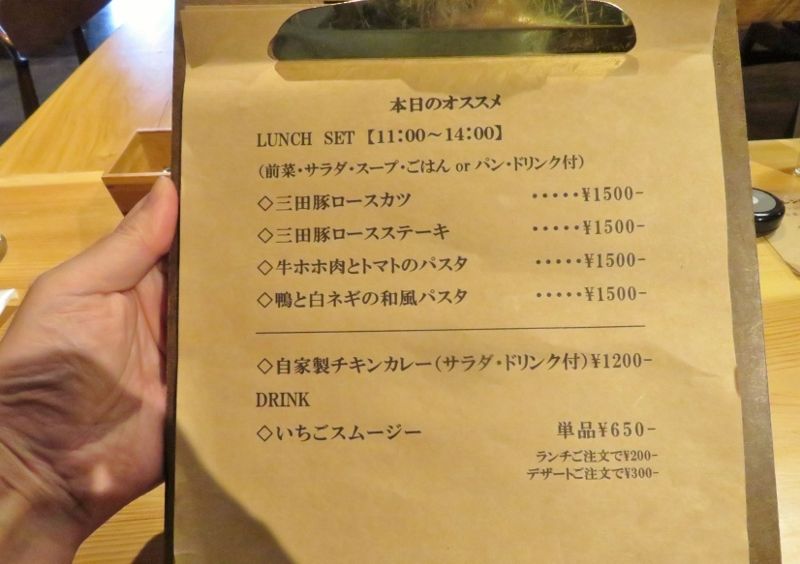 本日のオススメ
LUNCH SET 【11:00～14:00】
(前菜・サラダ・スープ・ごはん or パン・ドリンク付)
◇三田豚ロースカツ ・・・・・¥1500-
◇三田豚ロースステーキ ・・・・・¥1500-
◇牛ホホ肉とトマトのパスタ ・・・・・¥1500-
◇鴨と白ネギの和風パスタ ・・・・・¥1500-
◇自家製チキンカレー(サラダ・ドリンク付)¥1200-
DRINK
◇いちごスムージー 単品¥650-
ランチご注文で¥200-
デザートご注文で¥300-